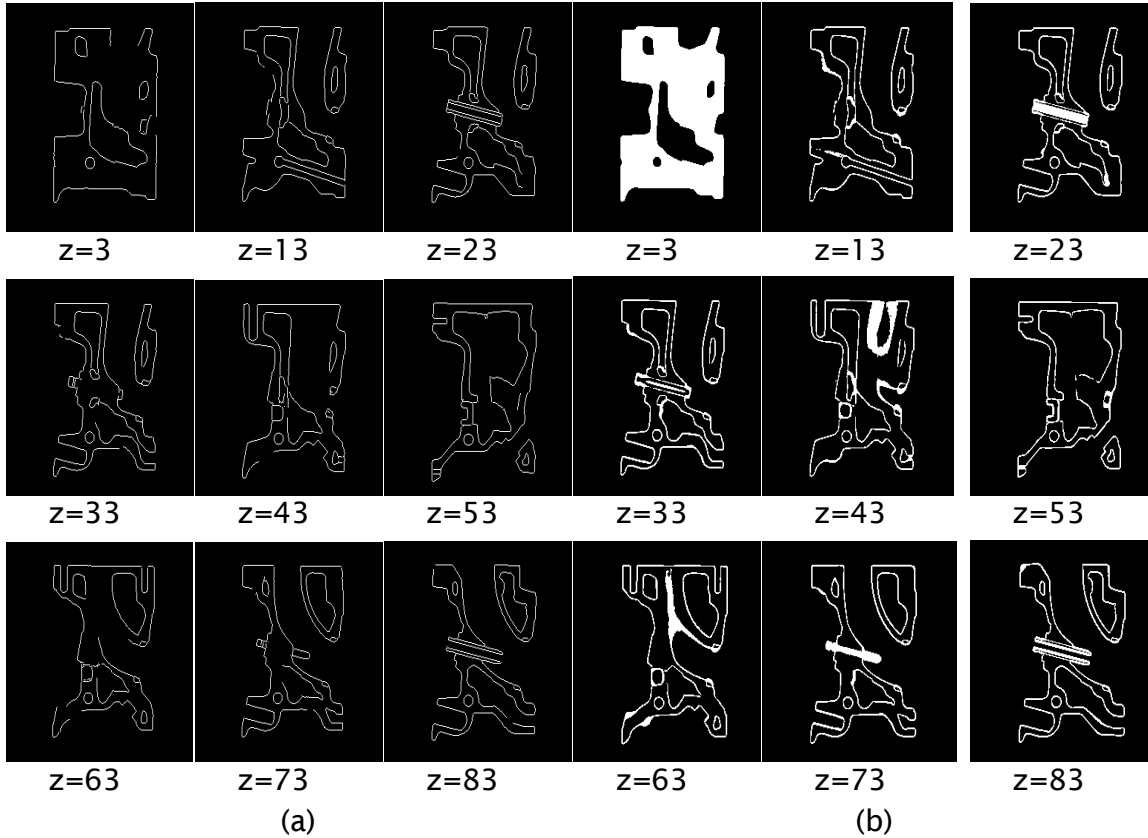 z=3 z=13 z=23 z=3 z=13 z=23
z=33 z=43 z=53 z=33 z=43 z=53
z=63 z=73 z=83 z=63 z=73 z=83
(a) (b)